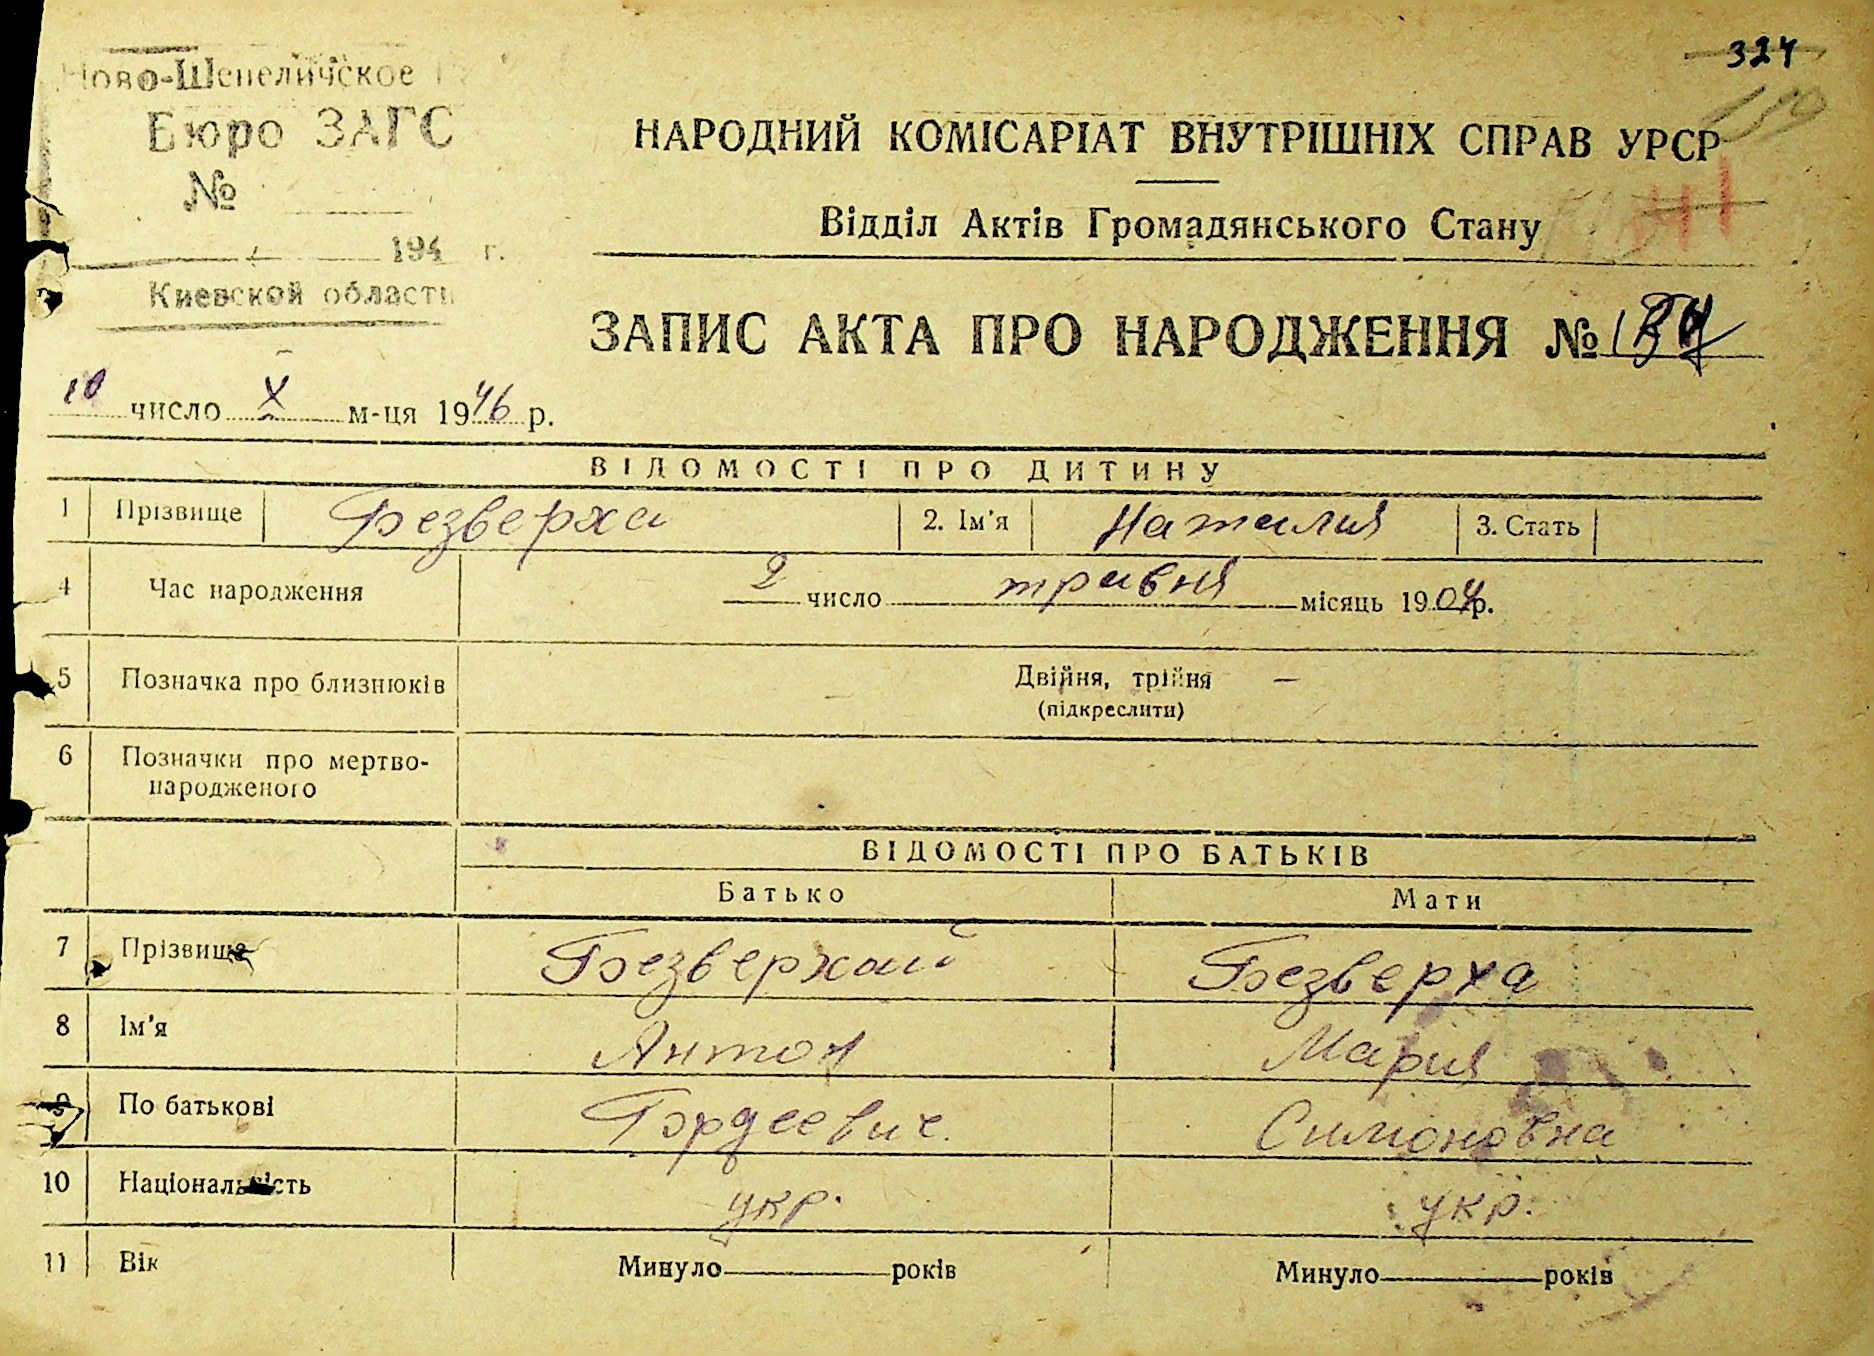 324
Ново-Шепеличское
Бюро ЗАГС
№
194 г.
Киевской области
НАРОДНИЙ КОМІСАРІАТ ВНУТРІШНІХ СПРАВ УРСР
Відділ Актів Громадянського Стану
ЗАПИС АКТА ПРО НАРОДЖЕННЯ №
10 число X м-ця 1946 р.
ВІДОМОСТІ ПРО ДИТИНУ
1 Прізвище Безверха 2. Ім'я Наталия 3. Стать
4 Час народження 2 число травня місяць 1904р.
5 Позначка про близнюків Двійня, трійня —
(підкреслити)
6 Позначки про мертво-
народженого
ВІДОМОСТІ ПРО БАТЬКІВ
Батько Мати
7 Прізвище Безверхий Безверха
8 Ім'я Антон Мария
9 По батькові Гордеевич. Симоновна
10 Національність укр. укр.
11 Вік Минуло років Минуло років